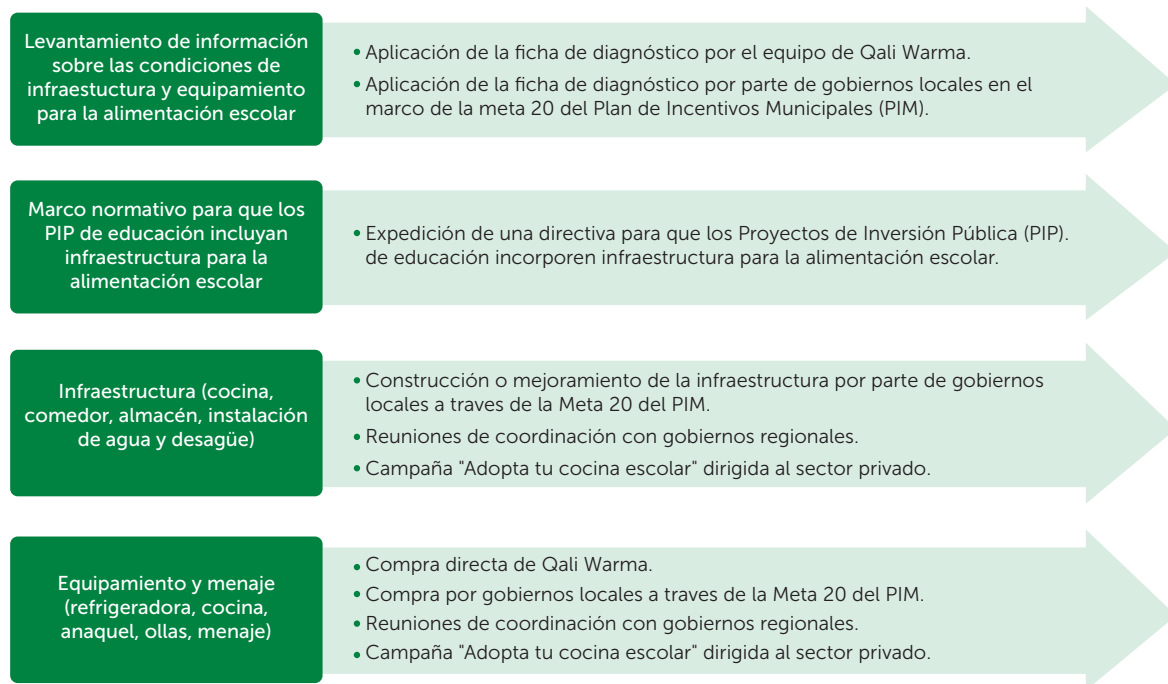 Levantamiento de información
sobre las condiciones de
infraestuctura y equipamiento
para la alimentación escolar
• Aplicación de la ficha de diagnóstico por el equipo de Qali Warma.
• Aplicación de la ficha de diagnóstico por parte de gobiernos locales en el
marco de la meta 20 del Plan de Incentivos Municipales (PIM).
Marco normativo para que los
PIP de educación incluyan
infraestructura para la
alimentación escolar
• Expedición de una directiva para que los Proyectos de Inversión Pública (PIP).
de educación incorporen infraestructura para la alimentación escolar.
Infraestructura (cocina,
comedor, almacén, instalación
de agua y desagüe)
• Construcción o mejoramiento de la infraestructura por parte de gobiernos
locales a traves de la Meta 20 del PIM.
• Reuniones de coordinación con gobiernos regionales.
• Campaña "Adopta tu cocina escolar" dirigida al sector privado.
Equipamiento y menaje
(refrigeradora, cocina,
anaquel, ollas, menaje)
• Compra directa de Qali Warma.
• Compra por gobiernos locales a traves de la Meta 20 del PIM.
• Reuniones de coordinación con gobiernos regionales.
• Campaña "Adopta tu cocina escolar" dirigida al sector privado.